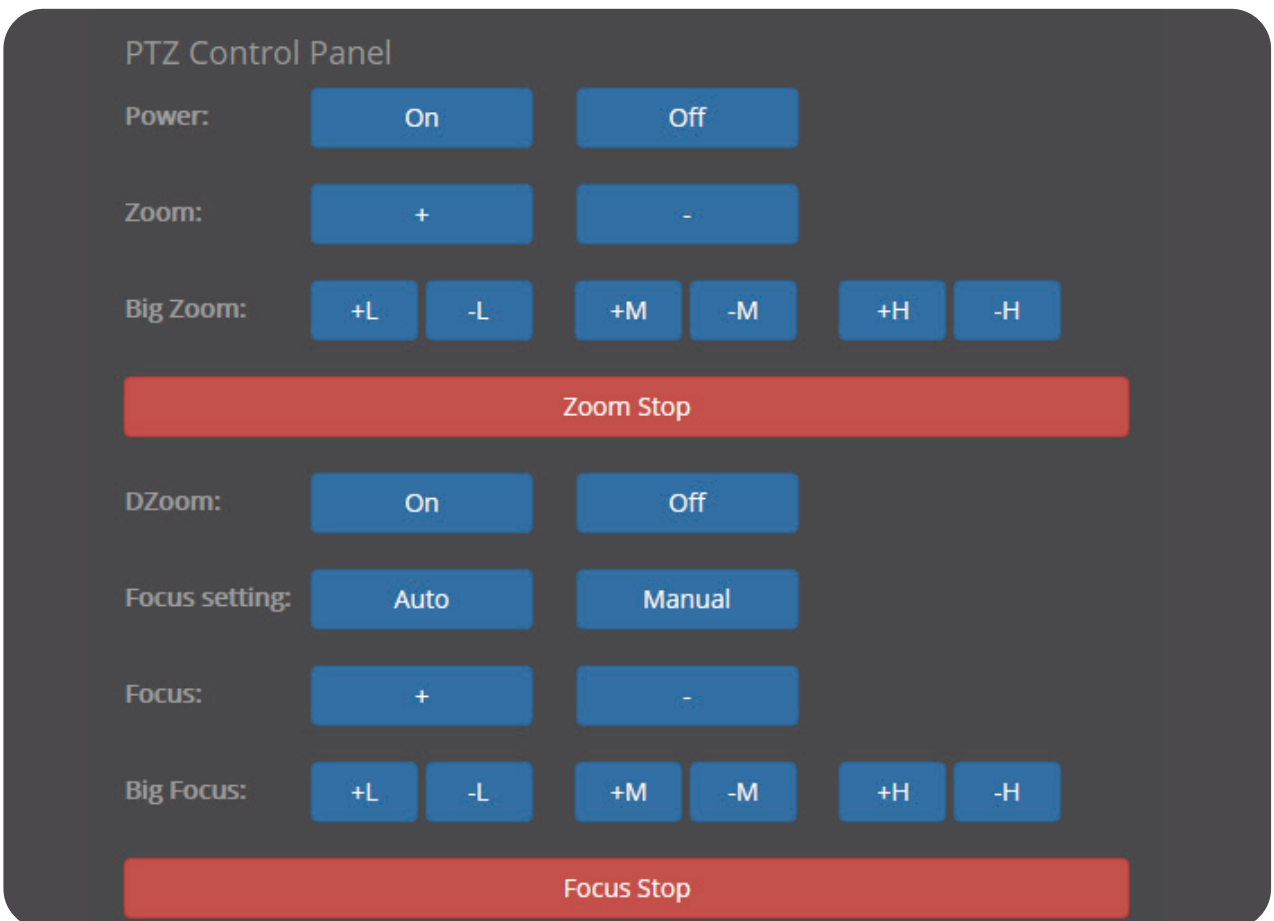 PTZ Control Panel
Power: On Off
Zoom: + -
Big Zoom: +L -L +M -M +H -H
Zoom Stop
DZoom: On Off
Focus setting: Auto Manual
Focus: + -
Big Focus: +L -L +M -M +H -H
Focus Stop